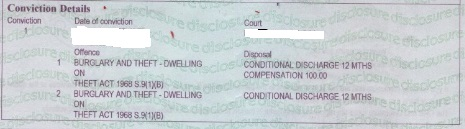 Conviction Details
Conviction Date of conviction Court
1
Offence Disposal
1 BURGLARY AND THEFT - DWELLING CONDITIONAL DISCHARGE 12 MTHS
ON COMPENSATION 100.00
THEFT ACT 1968 S.9(1)(B)
2 BURGLARY AND THEFT - DWELLING CONDITIONAL DISCHARGE 12 MTHS
ON
THEFT ACT 1968 S.9(1)(B)